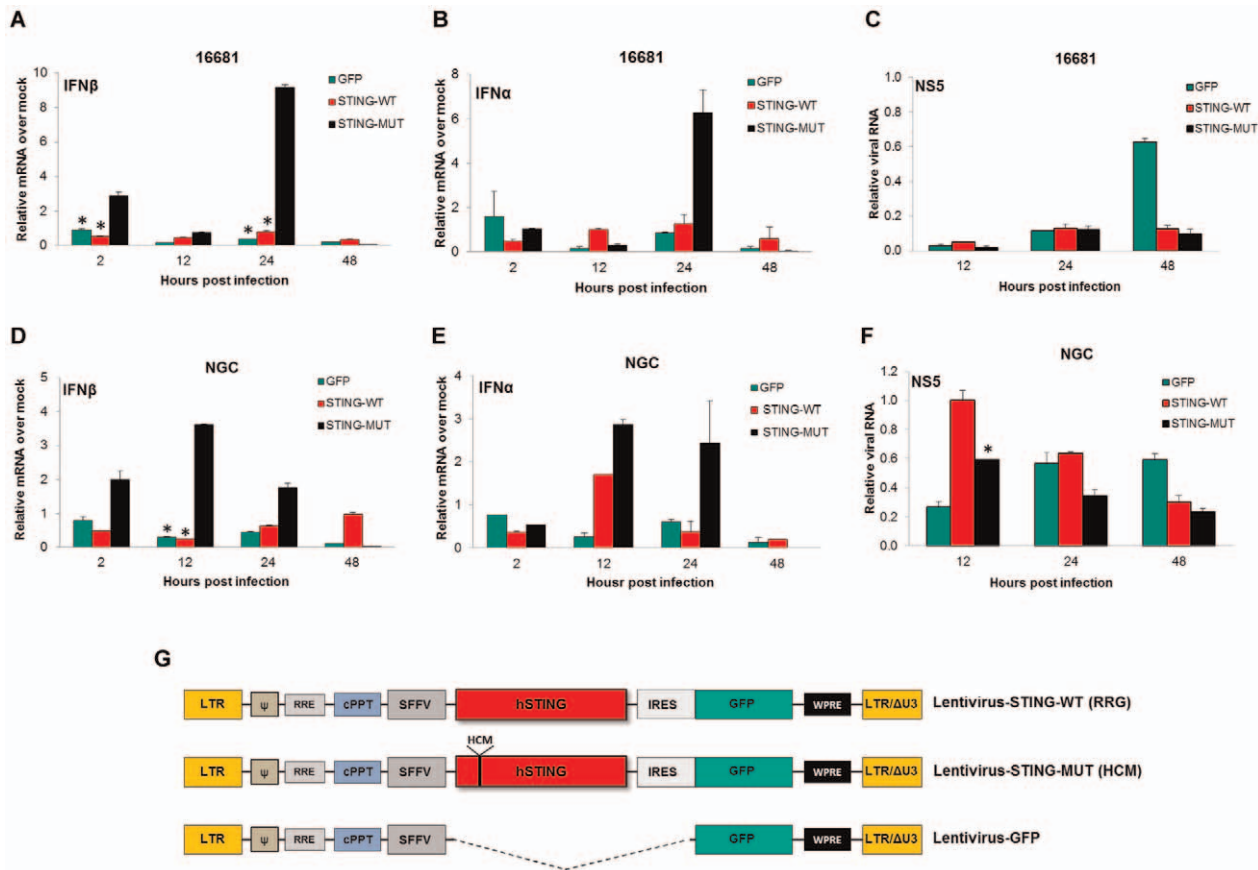 A
16681
IFNβ
GFP
STING-WT
STING-MUT
Relative mRNA over mock
10
8
6
4
2
0
* * * *
2 12 24 48
Hours post infection
B
16681
IFNα
GFP
STING-WT
STING-MUT
Relative mRNA over mock
8
6
4
2
0
2 12 24 48
Hours post infection
C
16681
NS5
GFP
STING-WT
STING-MUT
Relative viral RNA
1.0
0.8
0.6
0.4
0.2
0.0
12 24 48
Hours post infection
D
NGC
IFNβ
GFP
STING-WT
STING-MUT
Relative mRNA over mock
5
4
3
2
1
0
* *
2 12 24 48
Hours post infection
E
NGC
IFNα
GFP
STING-WT
STING-MUT
Relative mRNA over mock
4
3
2
1
0
2 12 24 48
Housr post infection
F
NGC
NS5
GFP
STING-WT
STING-MUT
Relative viral RNA
1.2
1.0
0.8
0.6
0.4
0.2
0.0
*
12 24 48
Hours post infection
G
LTR ψ RRE cPPT SFFV hSTING IRES GFP WPRE LTR/ΔU3 Lentivirus-STING-WT (RRG)
HCM
LTR ψ RRE cPPT SFFV hSTING IRES GFP WPRE LTR/ΔU3 Lentivirus-STING-MUT (HCM)
LTR ψ RRE cPPT SFFV GFP WPRE LTR/ΔU3 Lentivirus-GFP